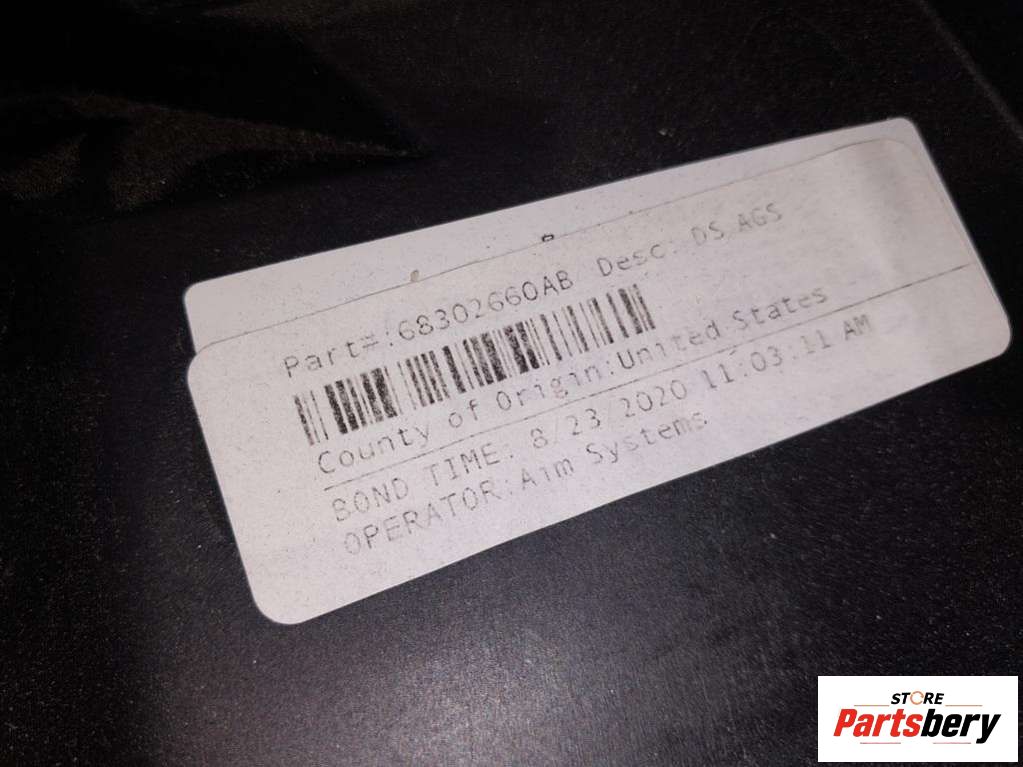 Part#:68302660AB Desc: DS AGS
County of Origin:United States
BOND TIME: 8/23/2020 11:03:11 AM
OPERATOR:Aim Systems
STORE
Partsbery